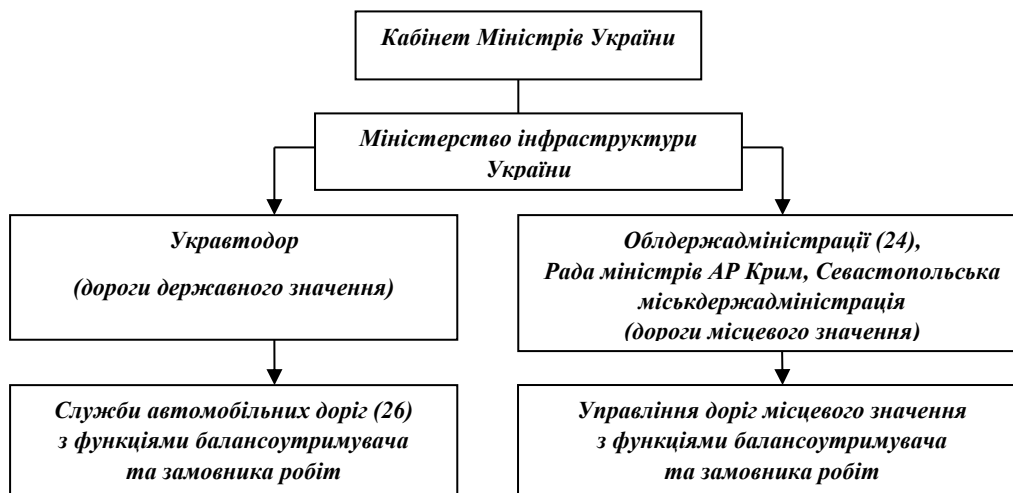 Кабінет Міністрів України
Міністерство інфраструктури
України
Укравтодор
(дороги державного значення)
Облдержадміністрації (24),
Рада міністрів АР Крим, Севастопольська
міськдержадміністрація
(дороги місцевого значення)
Служби автомобільних доріг (26)
з функціями балансоутримувача
та замовника робіт
Управління доріг місцевого значення
з функціями балансоутримувача
та замовника робіт